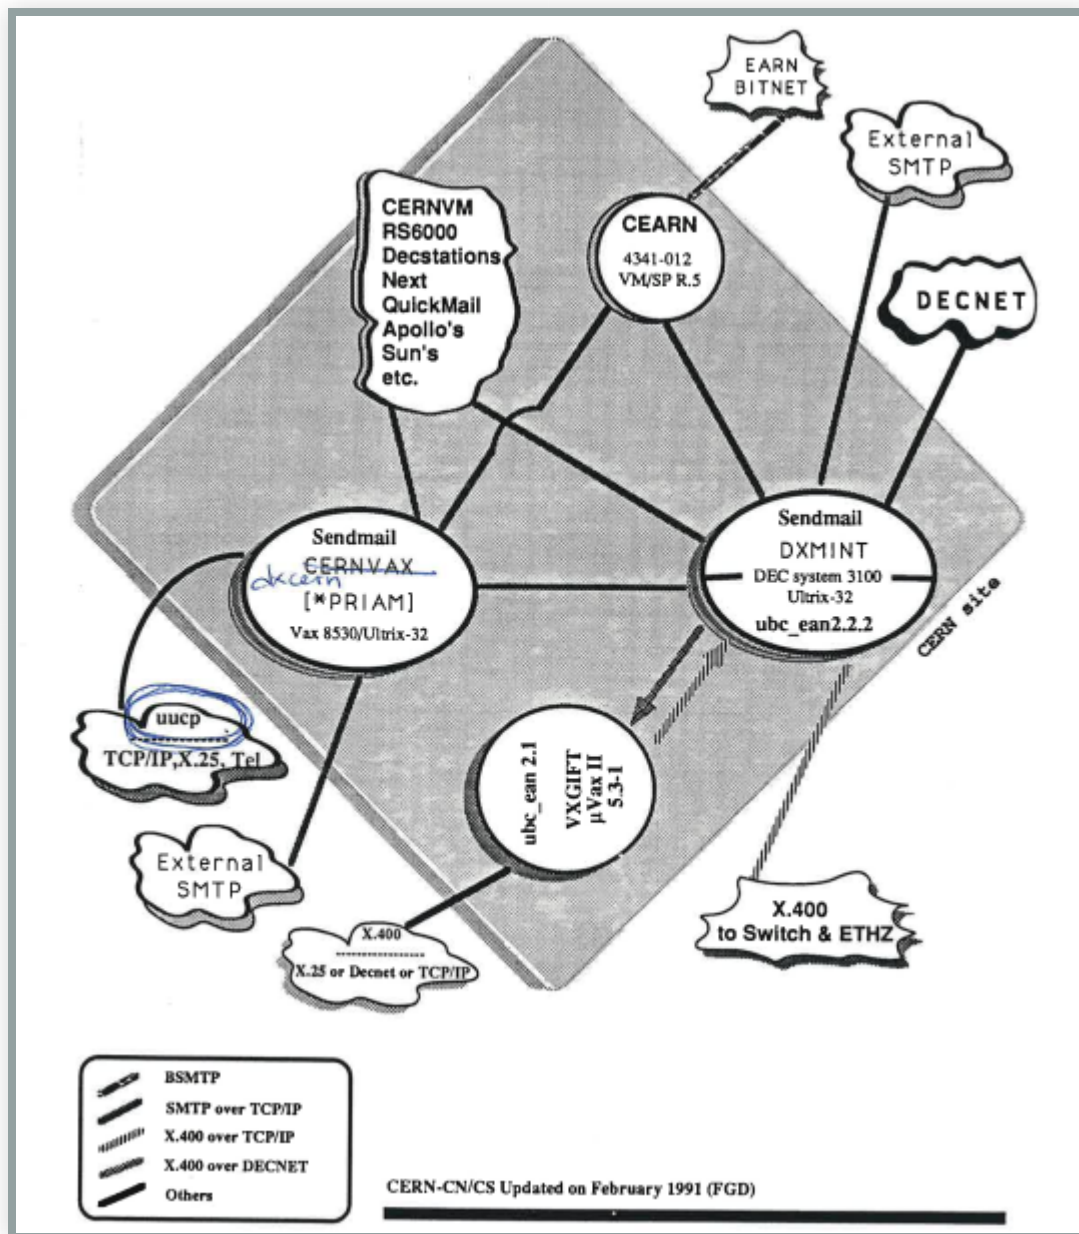 EARN
BITNET
External
SMTP
CERNVM
RS6000
Decstations
Next
QuickMail
Apollo's
Sun's
etc.
CEARN
4341-012
VM/SP R.5
DECNET
Sendmail
CERNVAX
dxcern
[*PRIAM]
Vax 8530/Ultrix-32
Sendmail
DXMINT
DEC system 3100
Ultrix-32
ubc_ean2.2.2
CERN site
uucp
TCP/IP,X.25, Tel
ubc_ean 2.1
VXGIFT
µVax II
5.3-1
External
SMTP
X.400
to Switch & ETHZ
X.400
X.25 or Decnet or TCP/IP
BSMTP
SMTP over TCP/IP
X.400 over TCP/IP
X.400 over DECNET
Others
CERN-CN/CS Updated on February 1991 (FGD)